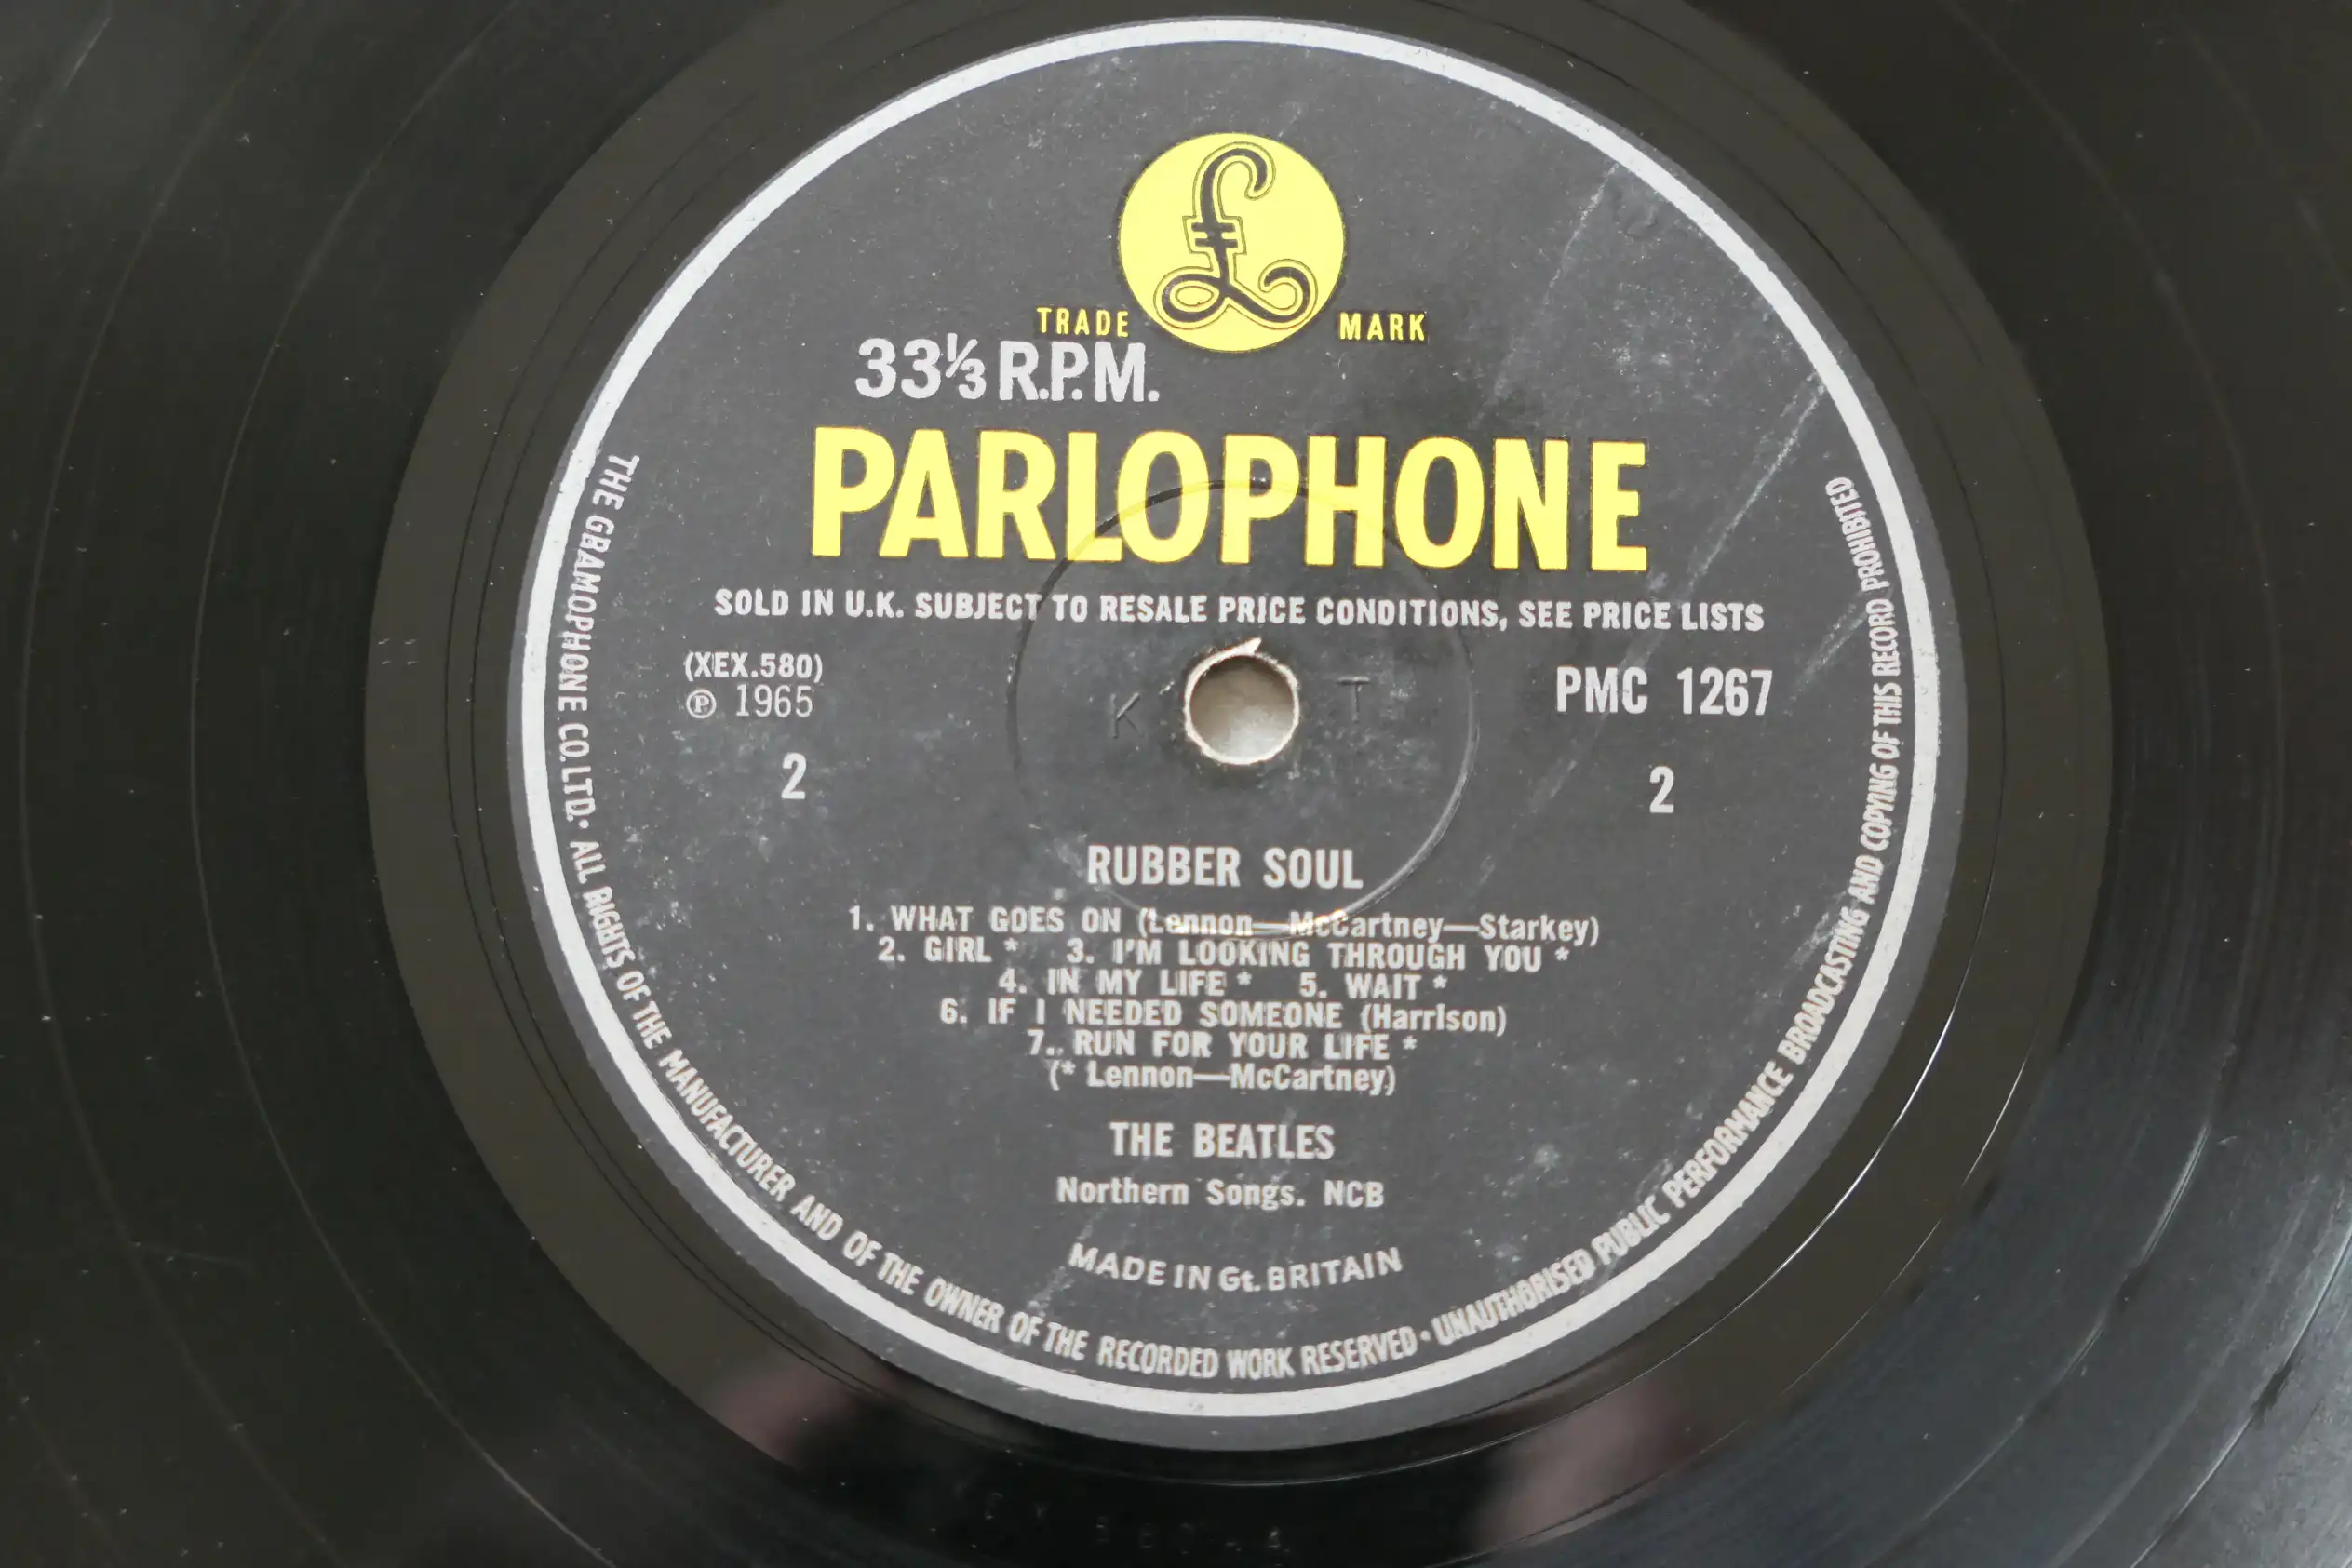 £
TRADE MARK
33⅓ R.P.M.
PARLOPHONE
SOLD IN U.K. SUBJECT TO RESALE PRICE CONDITIONS, SEE PRICE LISTS
(XEX.580)
℗ 1965
PMC 1267
K T
2 2
RUBBER SOUL
1. WHAT GOES ON (Lennon—McCartney—Starkey)
2. GIRL * 3. I'M LOOKING THROUGH YOU *
4. IN MY LIFE * 5. WAIT *
6. IF I NEEDED SOMEONE (Harrison)
7. RUN FOR YOUR LIFE *
(* Lennon—McCartney)
THE BEATLES
Northern Songs. NCB
MADE IN Gt. BRITAIN
THE GRAMOPHONE CO. LTD. • ALL RIGHTS OF THE MANUFACTURER AND OF THE OWNER OF THE RECORDED WORK RESERVED • UNAUTHORISED PUBLIC PERFORMANCE BROADCASTING AND COPYING OF THIS RECORD PROHIBITED